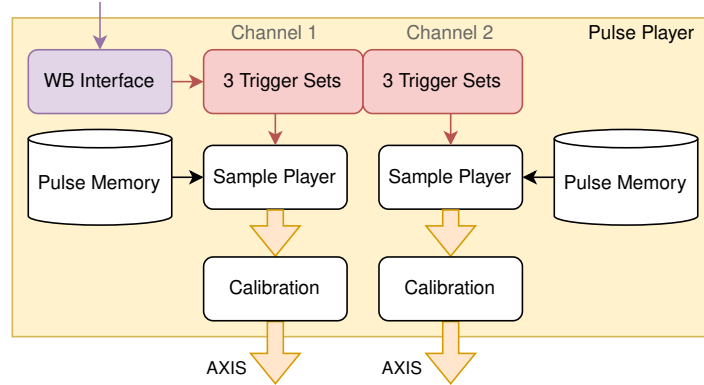 Channel 1
Channel 2
Pulse Player
WB Interface
3 Trigger Sets
3 Trigger Sets
Pulse Memory
Sample Player
Sample Player
Pulse Memory
Calibration
Calibration
AXIS
AXIS